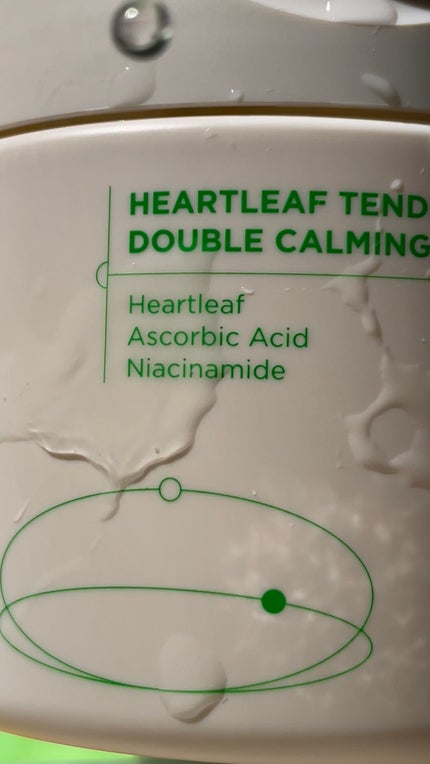 HEARTLEAF TEND
DOUBLE CALMING
Heartleaf
Ascorbic Acid
Niacinamide